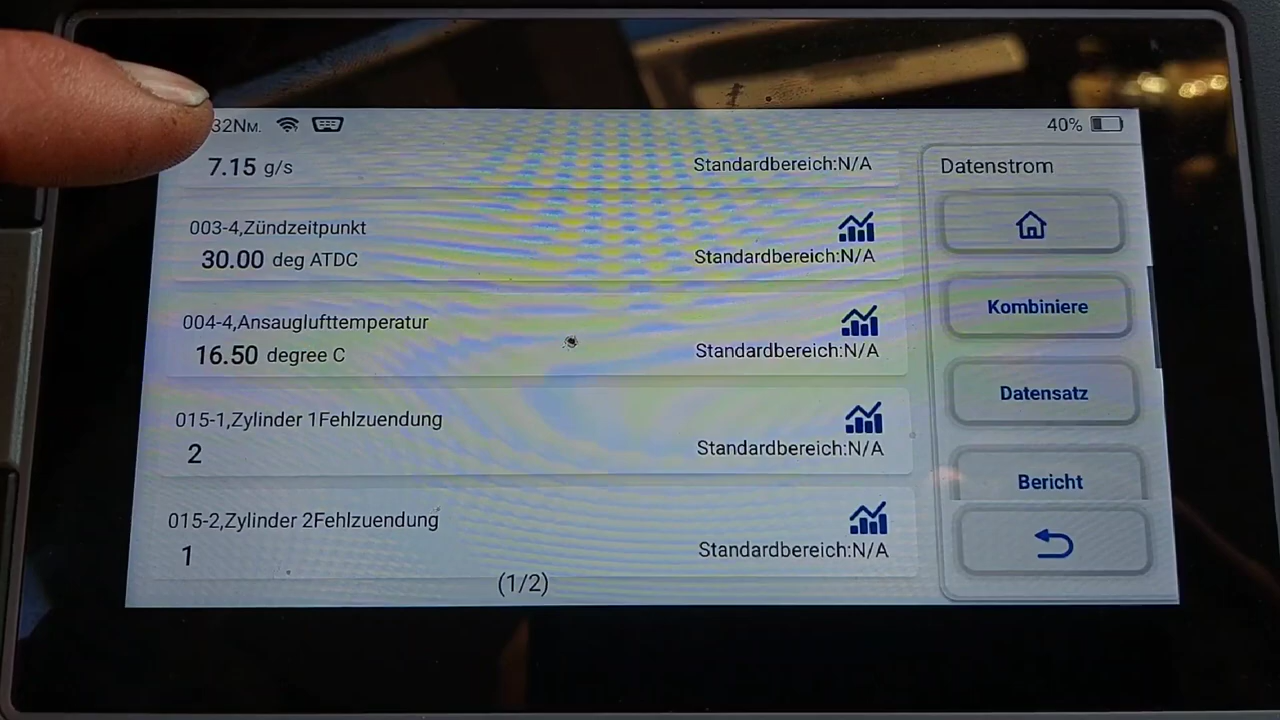 32NM.
40%
7.15 g/s
Standardbereich:N/A
Datenstrom
003-4,Zündzeitpunkt
30.00 deg ATDC
Standardbereich:N/A
004-4,Ansauglufttemperatur
16.50 degree C
Standardbereich:N/A
Kombiniere
015-1,Zylinder 1Fehlzuendung
2
Standardbereich:N/A
Datensatz
015-2,Zylinder 2Fehlzuendung
1
Standardbereich:N/A
Bericht
(1/2)